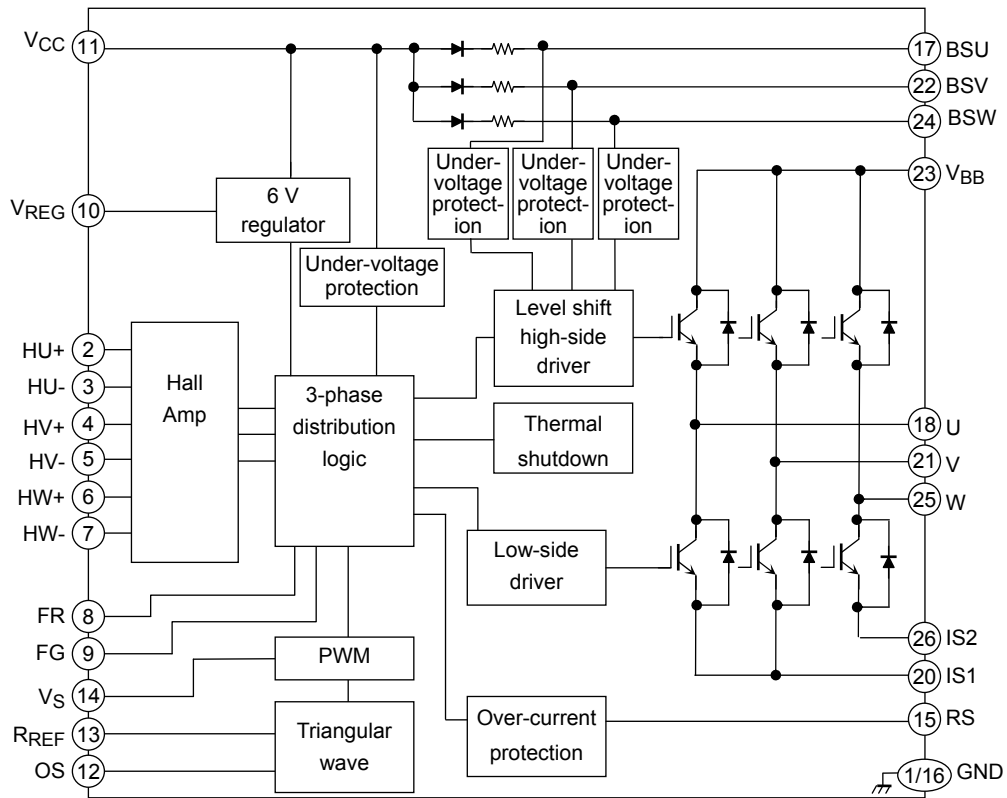 VCC
11
17
BSU
22
BSV
24
BSW
Under-
voltage
protect-
ion
Under-
voltage
protect-
ion
Under-
voltage
protect-
ion
23
VBB
VREG
10
6 V
regulator
Under-voltage
protection
Level shift
high-side
driver
HU+
2
HU-
3
HV+
4
HV-
5
HW+
6
HW-
7
Hall
Amp
3-phase
distribution
logic
Thermal
shutdown
18
U
21
V
25
W
Low-side
driver
FR
8
FG
9
VS
14
RREF
13
OS
12
PWM
Triangular
wave
Over-current
protection
26
IS2
20
IS1
15
RS
1/16
GND